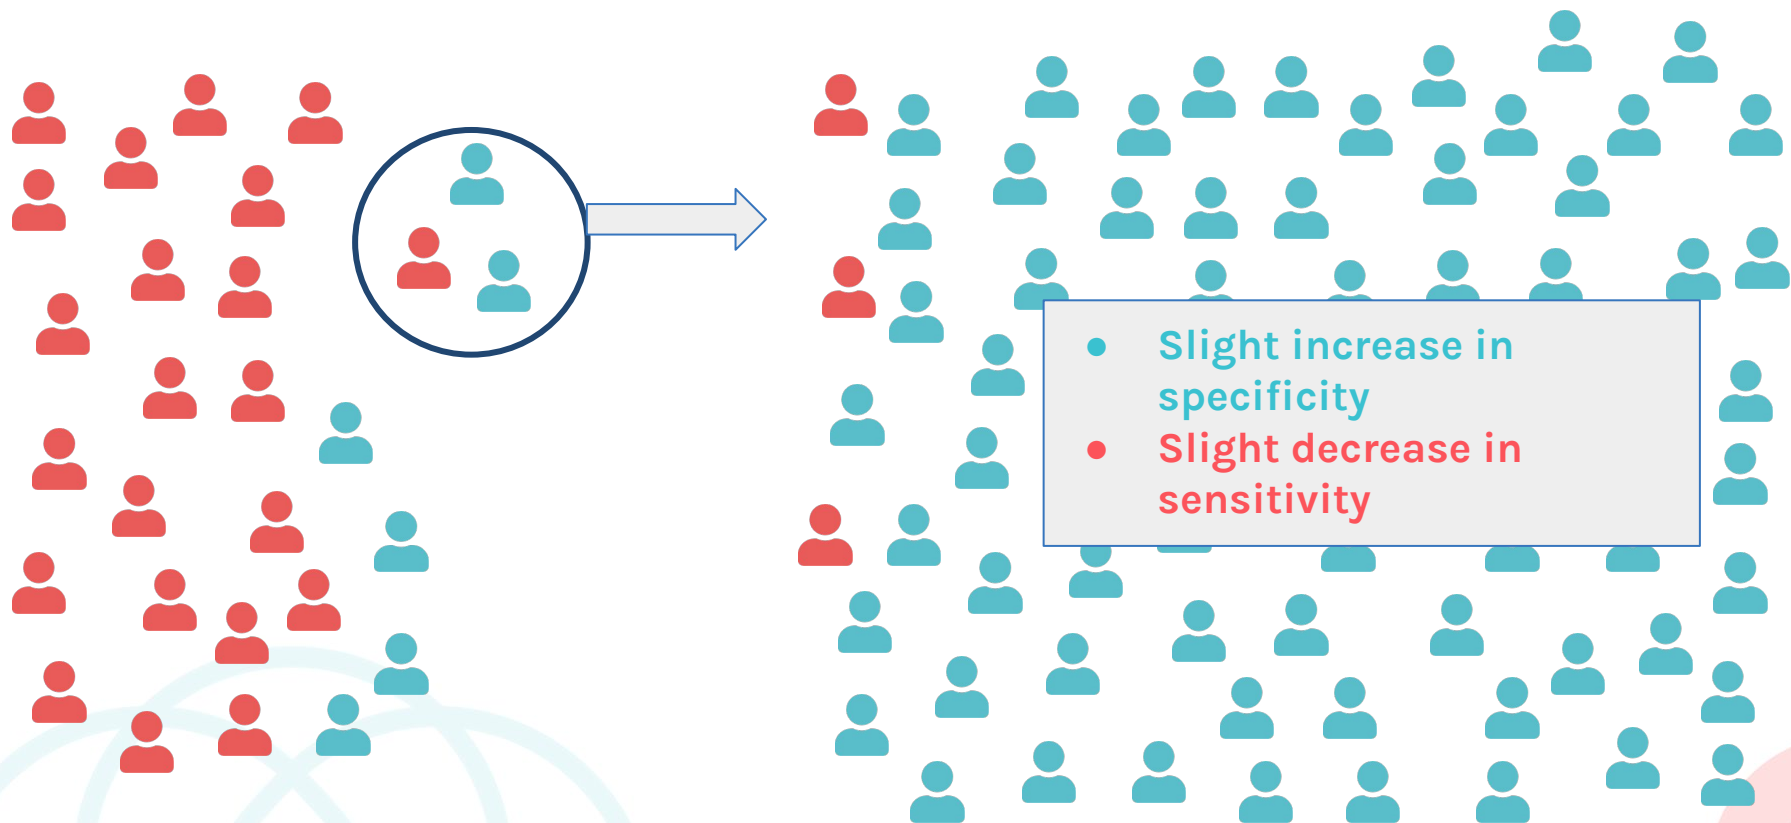 ● Slight increase in
specificity
● Slight decrease in
sensitivity